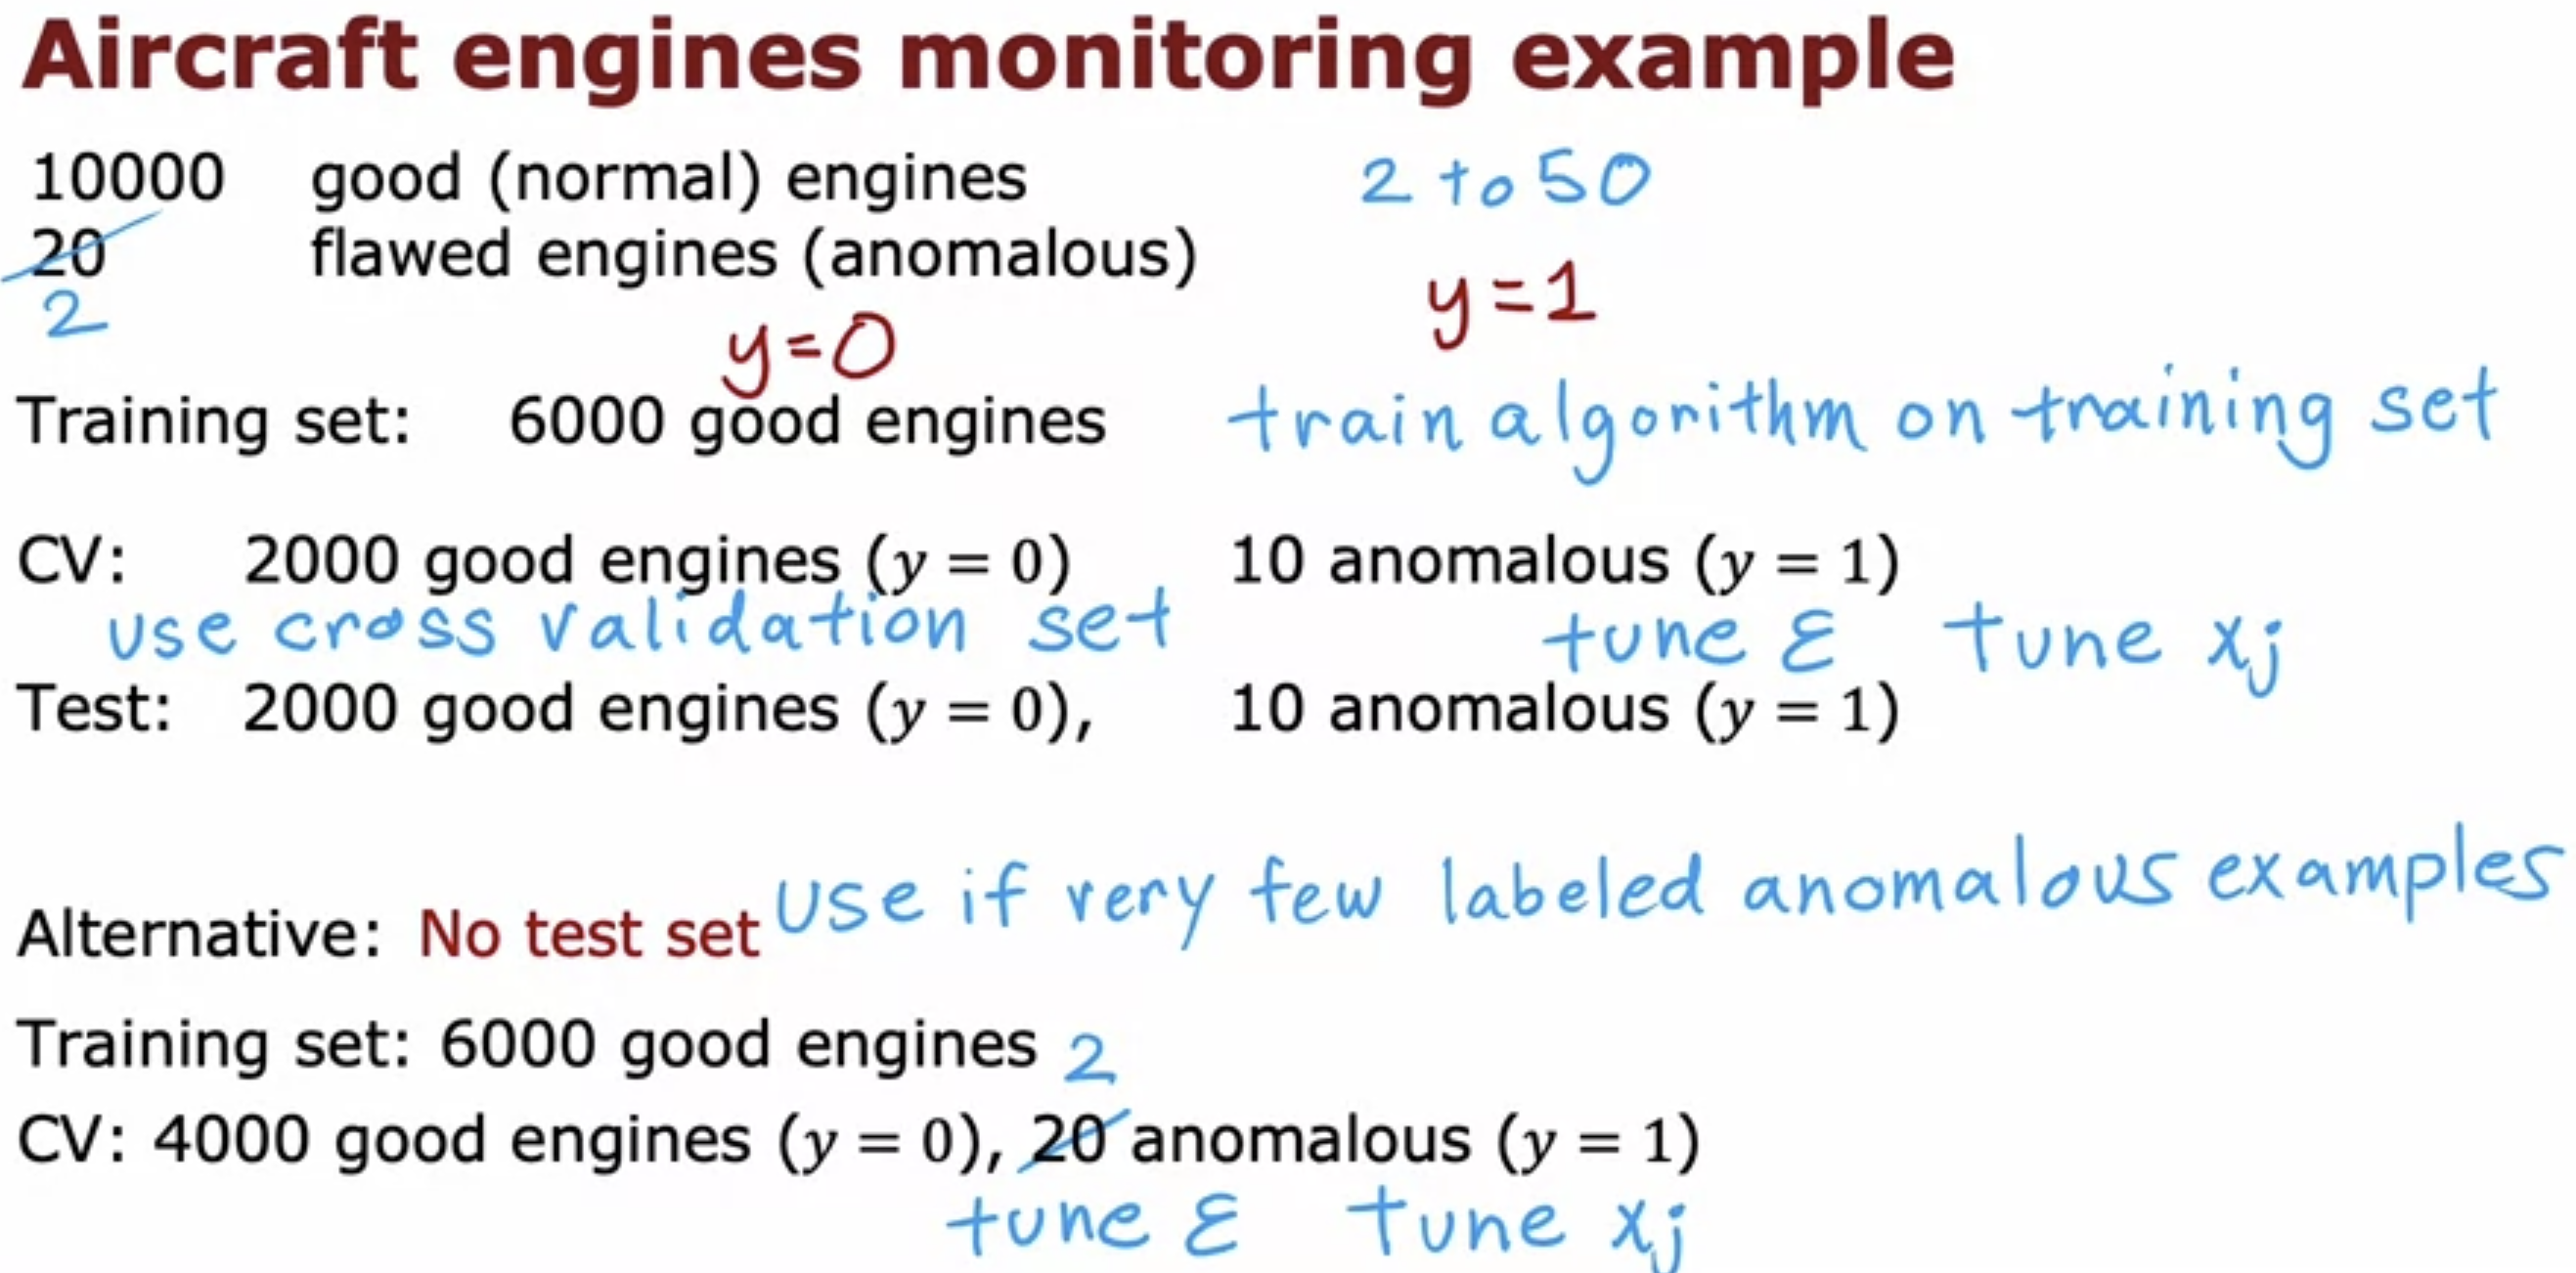 Aircraft engines monitoring example
10000 good (normal) engines 2 to 50
20 flawed engines (anomalous)
2
y=0 y=1
Training set: 6000 good engines train algorithm on training set
CV: 2000 good engines (y = 0) 10 anomalous (y = 1)
use cross validation set tune ε tune xj
Test: 2000 good engines (y = 0), 10 anomalous (y = 1)
Alternative: No test set use if very few labeled anomalous examples
Training set: 6000 good engines 2
CV: 4000 good engines (y = 0), 20 anomalous (y = 1)
tune ε tune xj